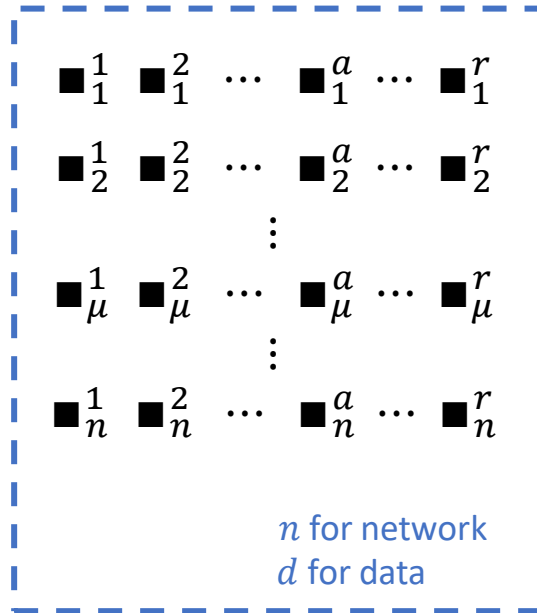 ■₁¹ ■₁² ⋯ ■₁ᵃ ⋯ ■₁ʳ
■₂¹ ■₂² ⋯ ■₂ᵃ ⋯ ■₂ʳ
⋮
■_μ¹ ■_μ² ⋯ ■_μᵃ ⋯ ■_μʳ
⋮
■ₙ¹ ■ₙ² ⋯ ■ₙᵃ ⋯ ■ₙʳ
n for network
d for data